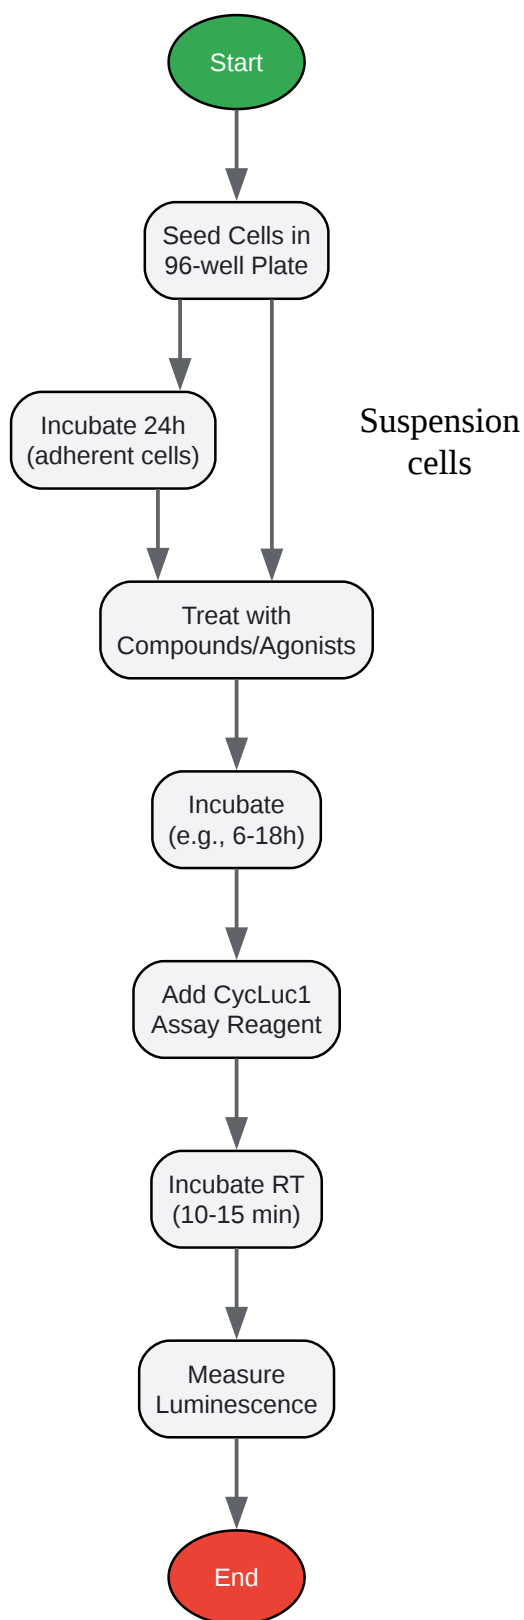 Start
Seed Cells in
96-well Plate
Incubate 24h
(adherent cells)
Suspension
cells
Treat with
Compounds/Agonists
Incubate
(e.g., 6-18h)
Add CycLuc1
Assay Reagent
Incubate RT
(10-15 min)
Measure
Luminescence
End